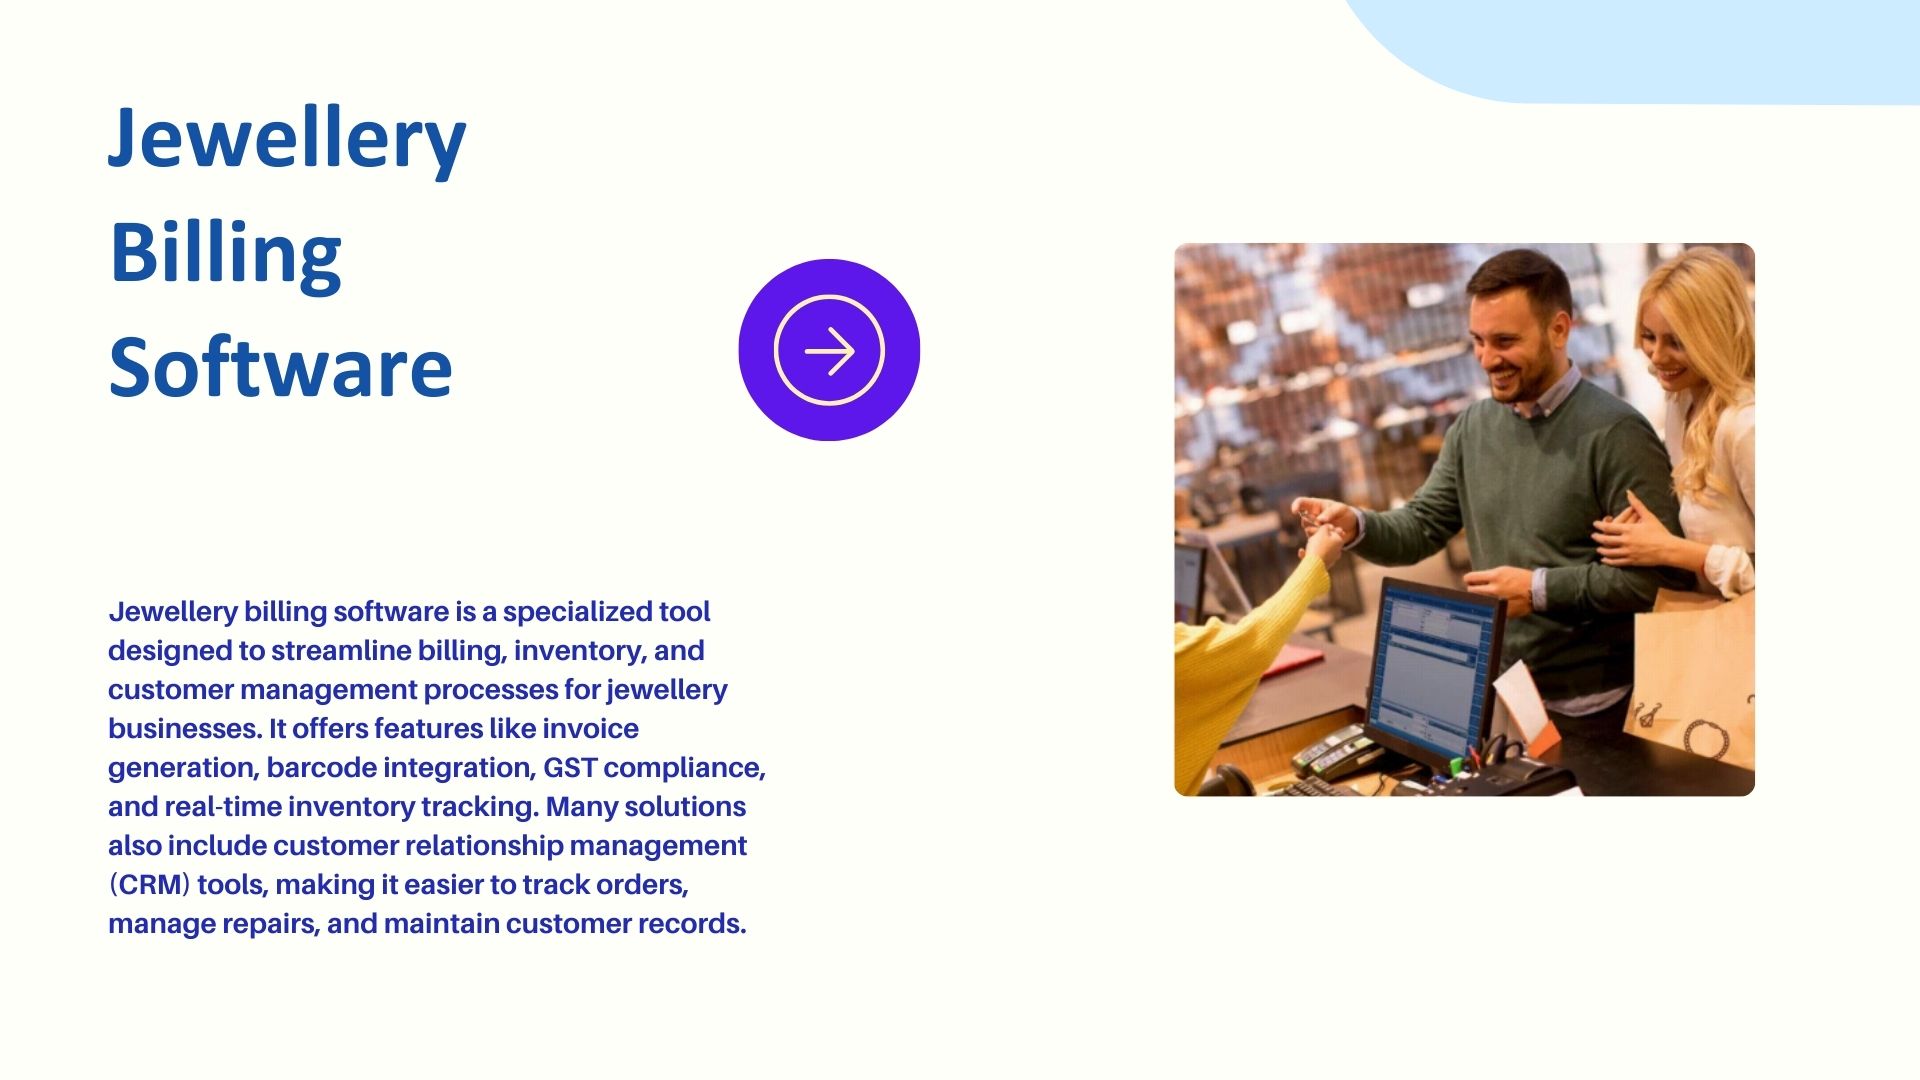 Jewellery
Billing
Software
Jewellery billing software is a specialized tool
designed to streamline billing, inventory, and
customer management processes for jewellery
businesses. It offers features like invoice
generation, barcode integration, GST compliance,
and real-time inventory tracking. Many solutions
also include customer relationship management
(CRM) tools, making it easier to track orders,
manage repairs, and maintain customer records.